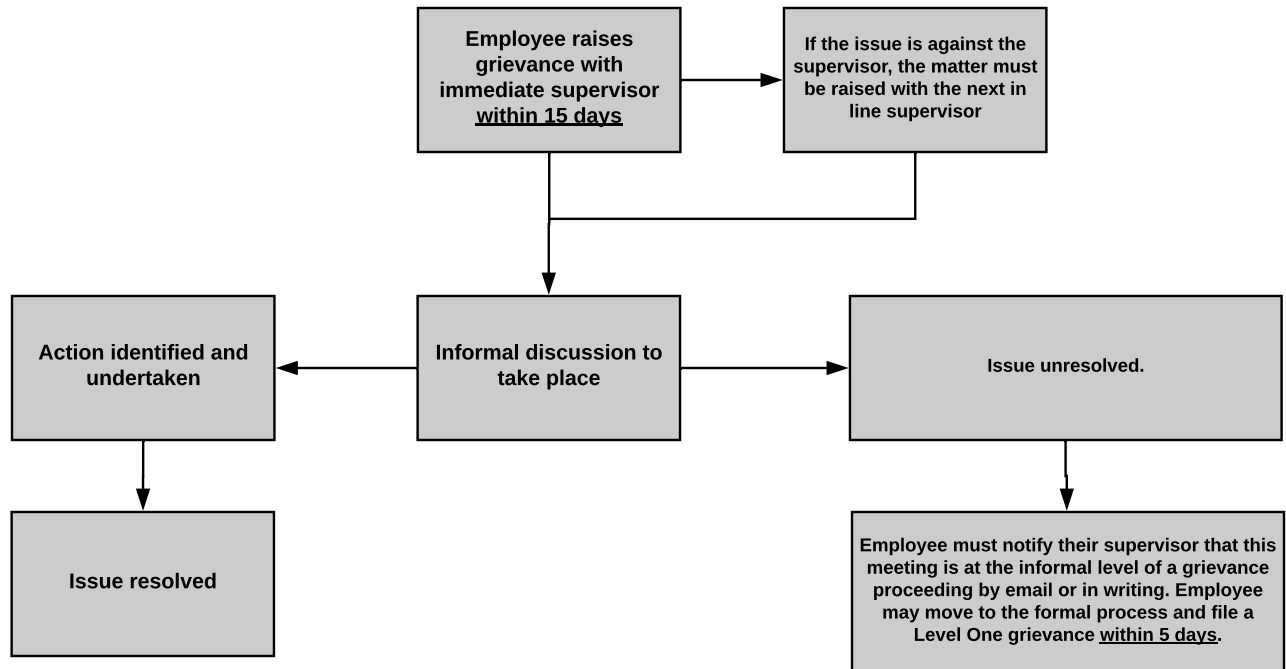 Employee raises
grievance with
immediate supervisor
within 15 days
If the issue is against the
supervisor, the matter must
be raised with the next in
line supervisor
Action identified and
undertaken
Informal discussion to
take place
Issue unresolved.
Issue resolved
Employee must notify their supervisor that this
meeting is at the informal level of a grievance
proceeding by email or in writing. Employee
may move to the formal process and file a
Level One grievance within 5 days.